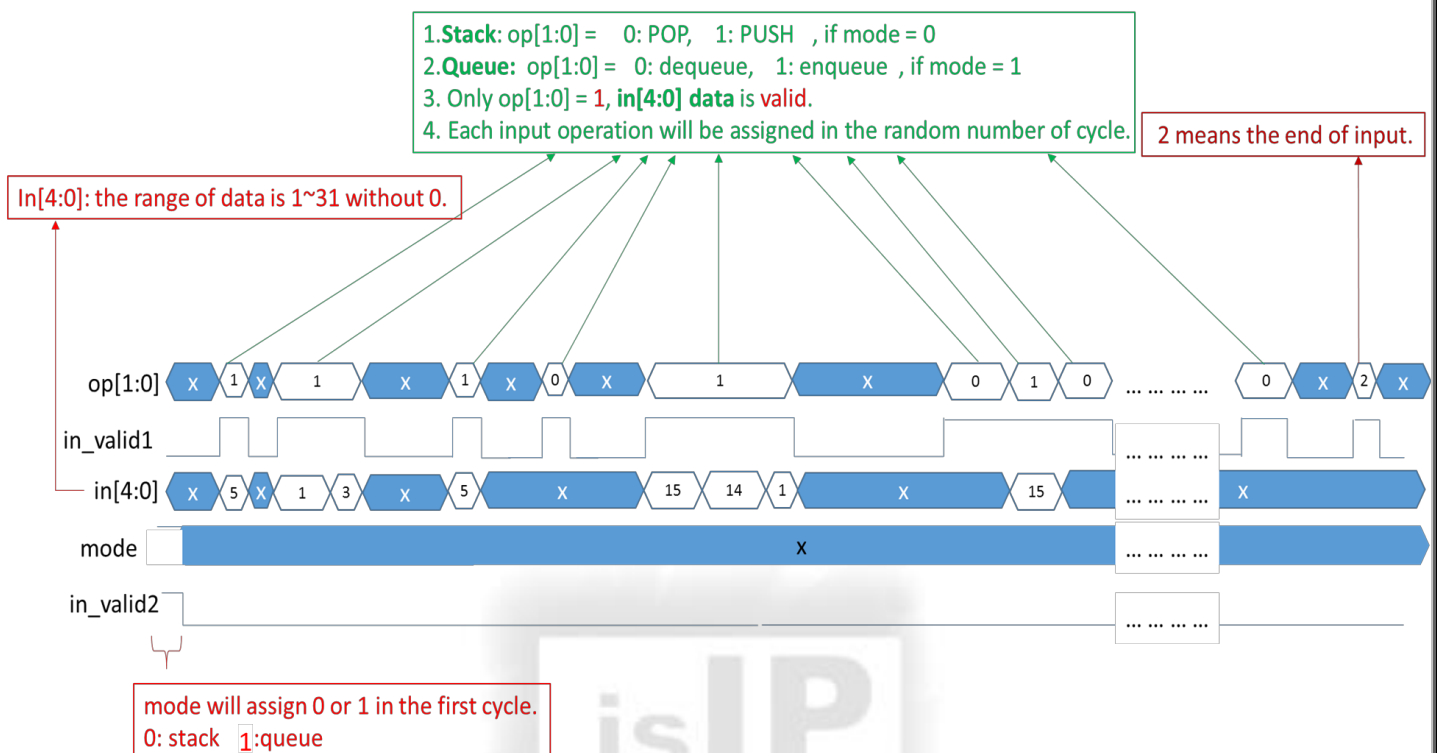 1.Stack: op[1:0] = 0: POP, 1: PUSH , if mode = 0
2.Queue: op[1:0] = 0: dequeue, 1: enqueue , if mode = 1
3. Only op[1:0] = 1, in[4:0] data is valid.
4. Each input operation will be assigned in the random number of cycle.
2 means the end of input.
In[4:0]: the range of data is 1~31 without 0.
op[1:0] X 1 X 1 X 1 X 0 X 1 X 0 1 0 ... ... ... ... 0 X 2 X
in_valid1 ... ... ... ...
in[4:0] X 5 X 1 3 X 5 X 15 14 1 X 15 ... ... ... ... X
mode X ... ... ... ...
in_valid2 ... ... ... ...
isIP
mode will assign 0 or 1 in the first cycle.
0: stack 1:queue